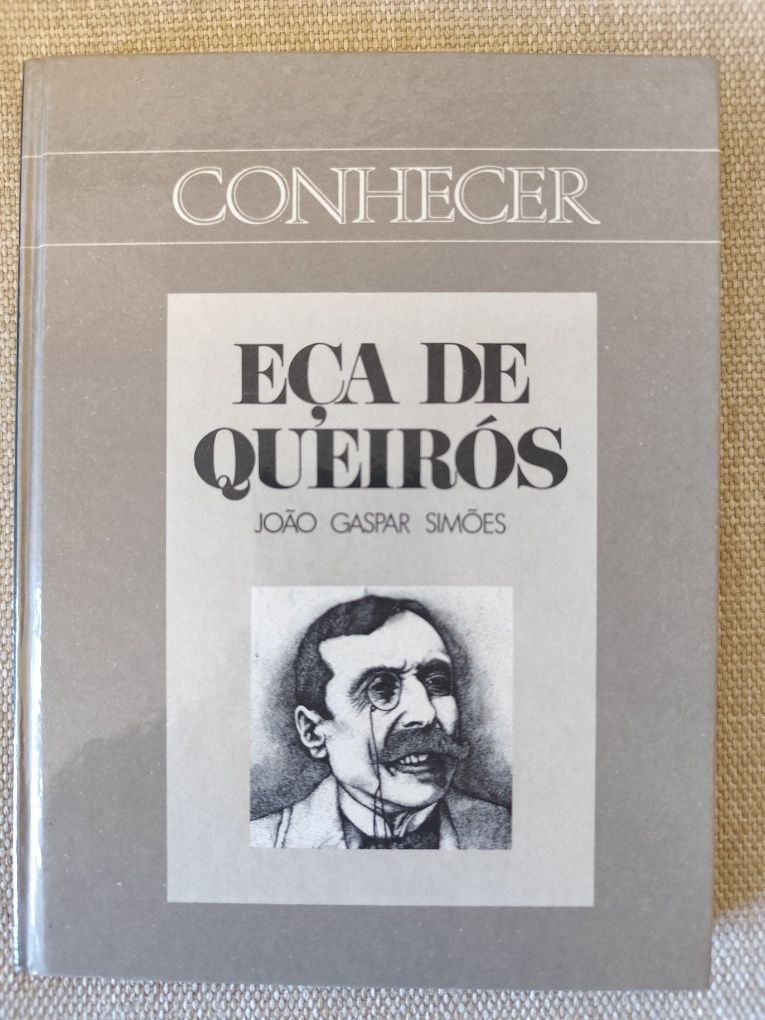 CONHECER
EÇA DE
QUEIRÓS
JOÃO GASPAR SIMÕES